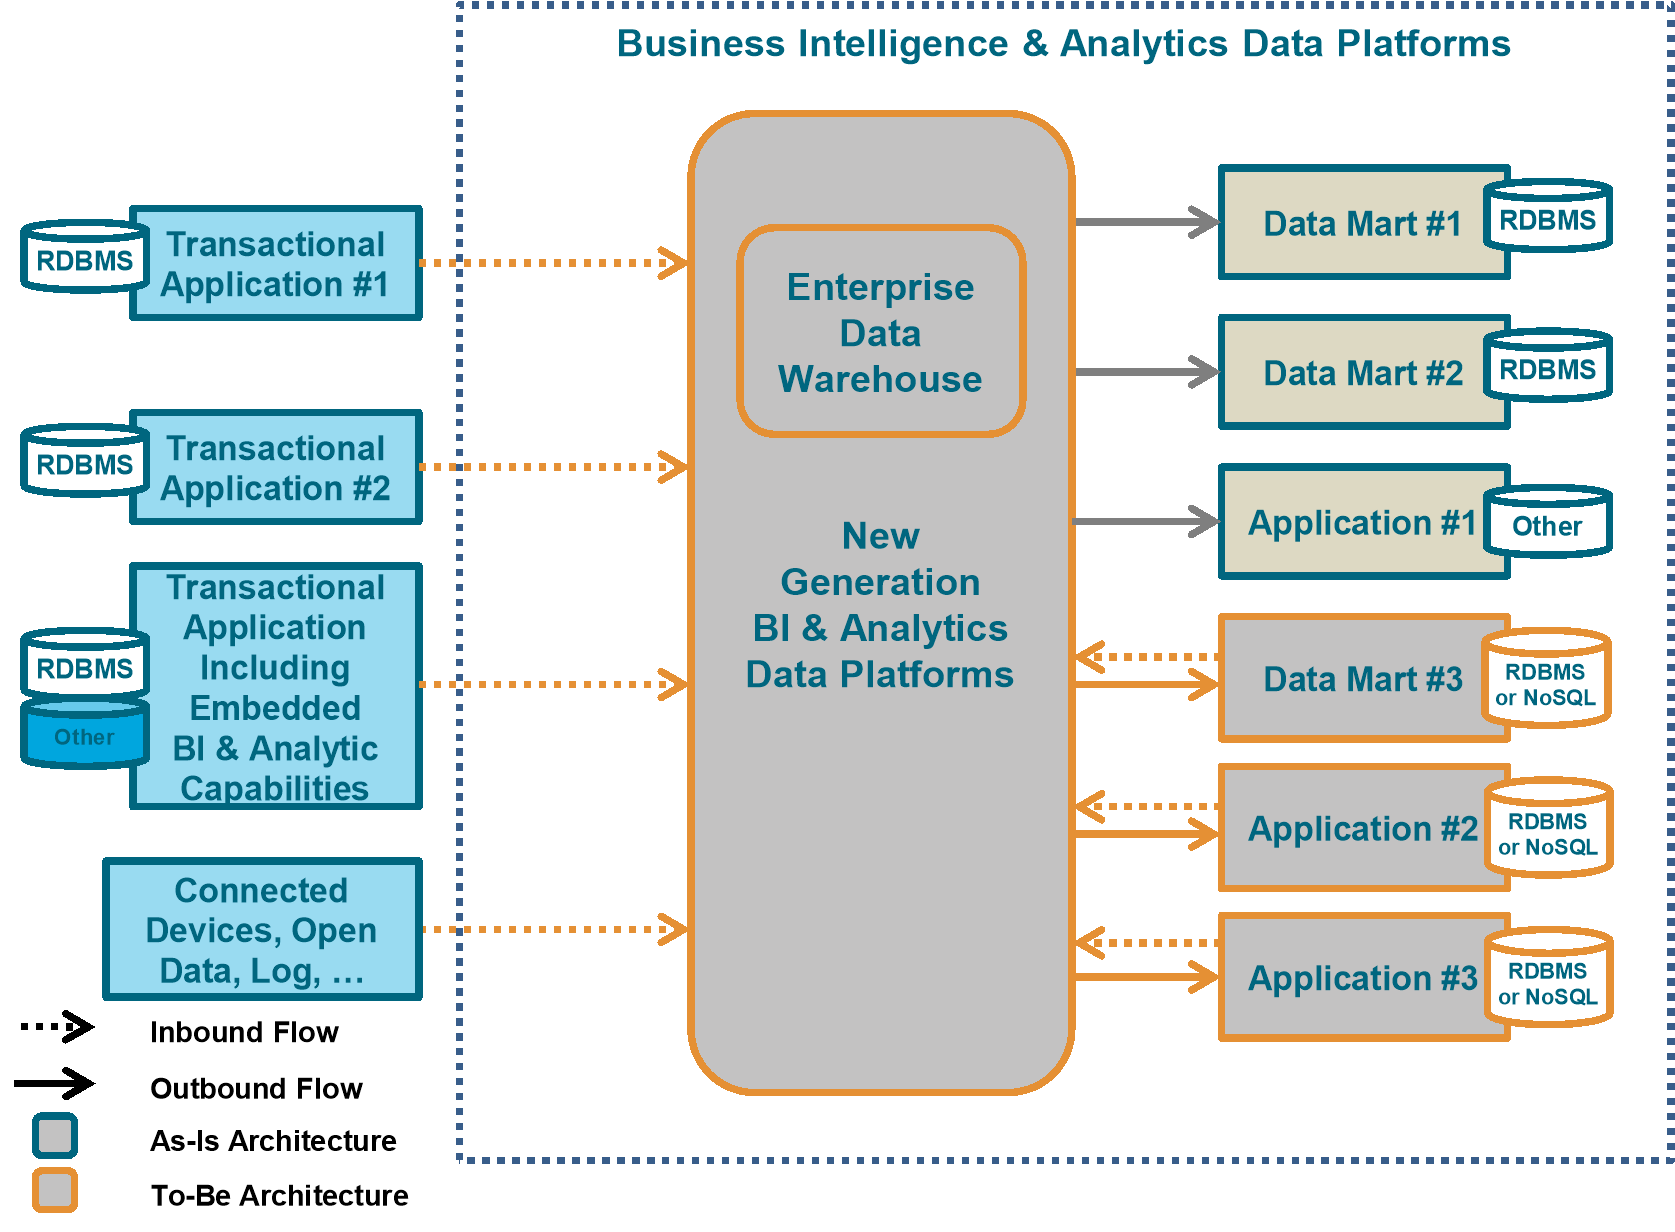 Business Intelligence & Analytics Data Platforms
RDBMS
Transactional
Application #1
RDBMS
Transactional
Application #2
RDBMS
Other
Transactional
Application
Including
Embedded
BI & Analytic
Capabilities
Connected
Devices, Open
Data, Log, ...
Enterprise
Data
Warehouse
New
Generation
BI & Analytics
Data Platforms
Data Mart #1
RDBMS
Data Mart #2
RDBMS
Application #1
Other
Data Mart #3
RDBMS
or NoSQL
Application #2
RDBMS
or NoSQL
Application #3
RDBMS
or NoSQL
Inbound Flow
Outbound Flow
As-Is Architecture
To-Be Architecture